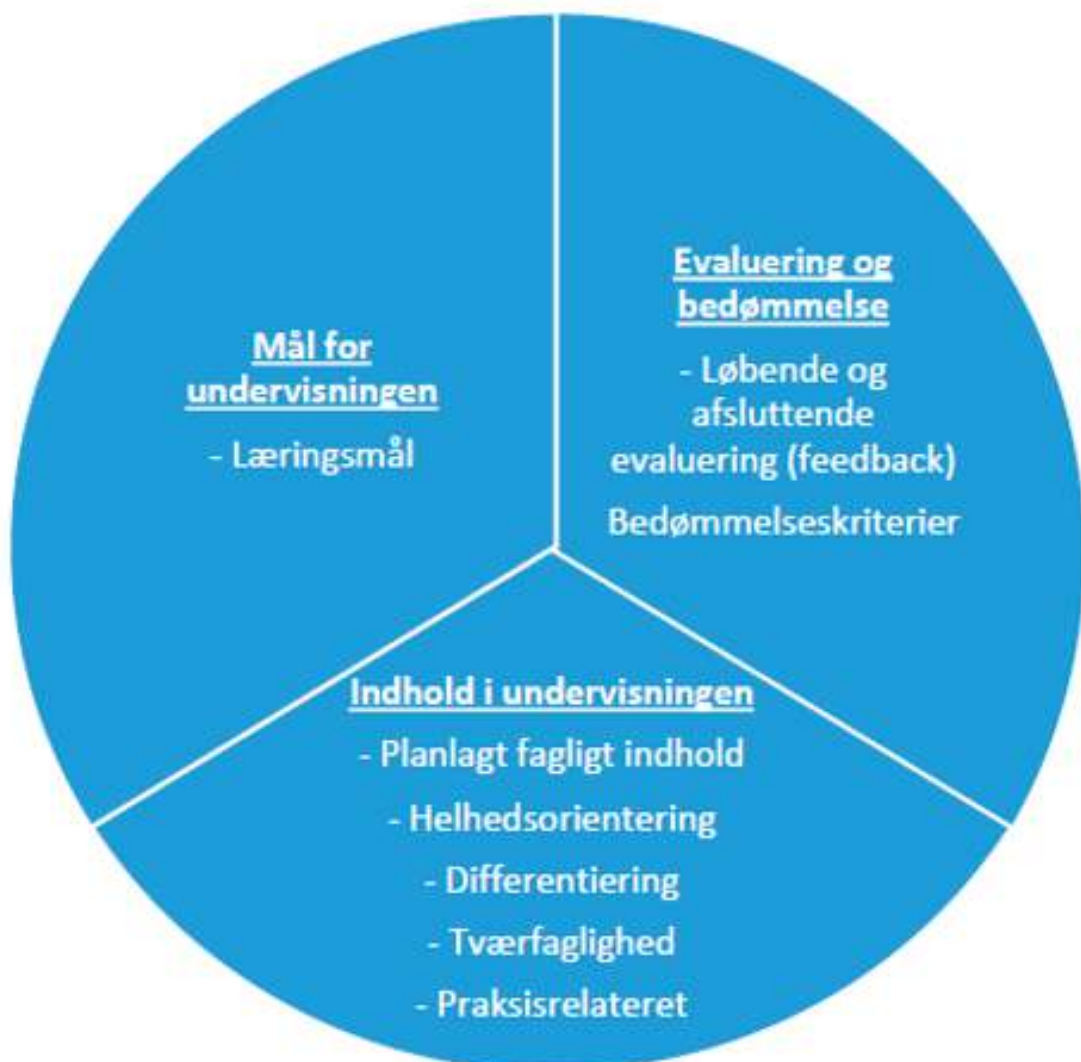 Mål for
undervisningen
- Læringsmål
Evaluering og
bedømmelse
- Løbende og
afsluttende
evaluering (feedback)
Bedømmelseskriterier
Indhold i undervisningen
- Planlagt fagligt indhold
- Helhedsorientering
- Differentiering
- Tværfaglighed
- Praksisrelateret